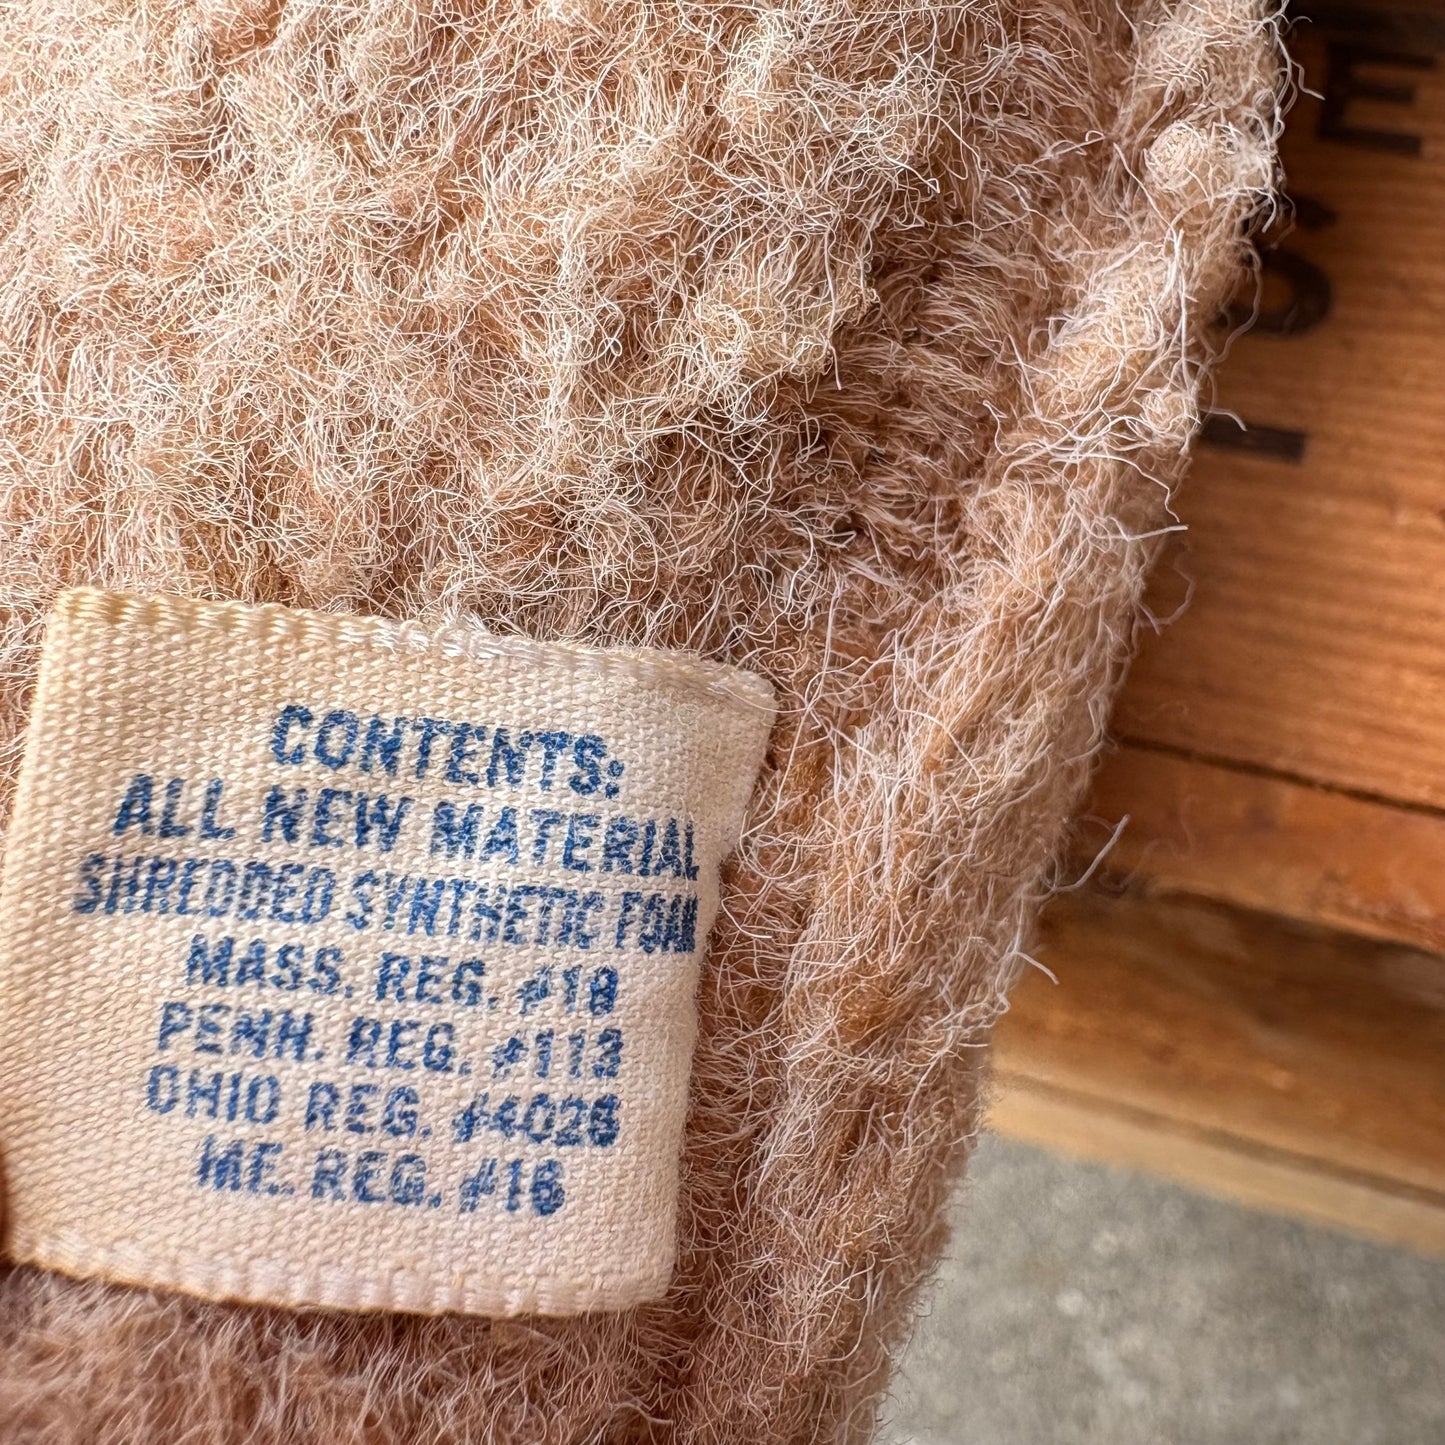 CONTENTS:
ALL NEW MATERIAL
SHREDDED SYNTHETIC FOAM
MASS. REG. #18
PENN. REG. #113
OHIO REG. #4026
ME. REG. #16